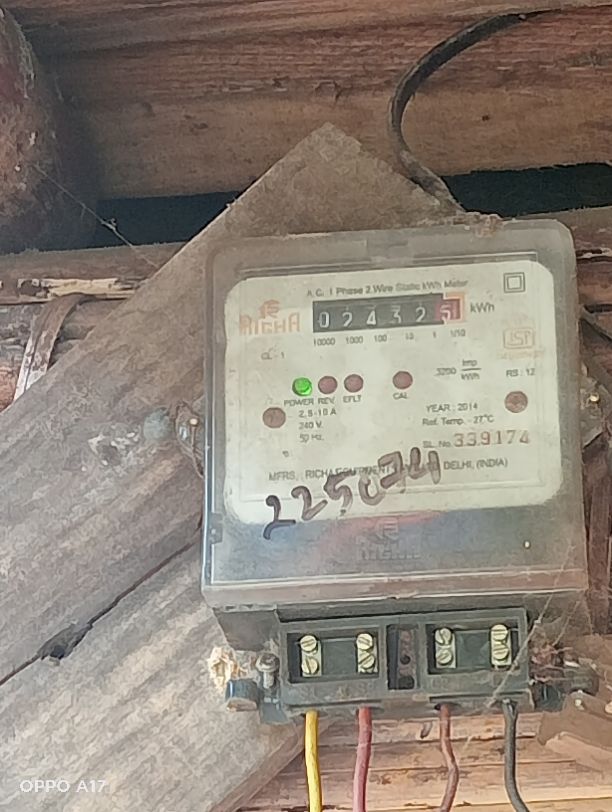 A.C. 1 Phase 2 Wire Static kWh Meter
RICHA
024325 kWh
10000 1000 100 10 1 1/10
CL - 1
3200 Imp/kWh
ISI
RS : 12
POWER REV EFLT CAL
2.5-10 A
240 V.
50 Hz.
YEAR : 2014
Ref. Temp. - 27°C
SL. No. 339174
MFRS. RICHA DELHI, (INDIA)
225074
RICHA
OPPO A17